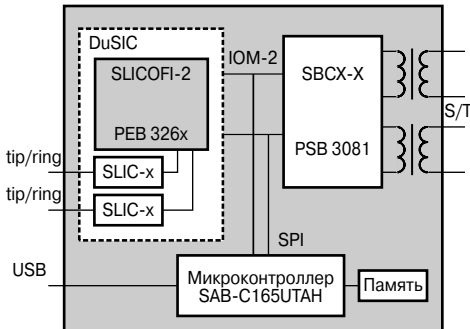 DuSIC
SLICOFI-2
PEB 326x
IOM-2
SBCX-X
PSB 3081
S/T
tip/ring
SLIC-x
tip/ring
SLIC-x
SPI
USB
Микроконтроллер
SAB-C165UTAH
Память